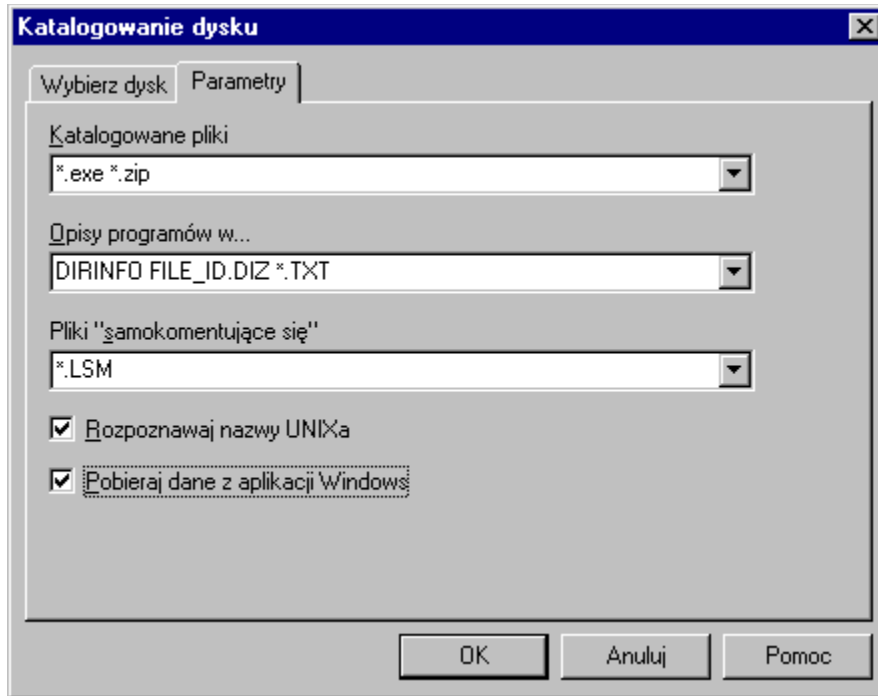 Katalogowanie dysku
Wybierz dysk Parametry
Katalogowane pliki
*.exe *.zip
Opisy programów w...
DIRINFO FILE_ID.DIZ *.TXT
Pliki "samokomentujące się"
*.LSM
Rozpoznawaj nazwy UNIXa
Pobieraj dane z aplikacji Windows
OK Anuluj Pomoc